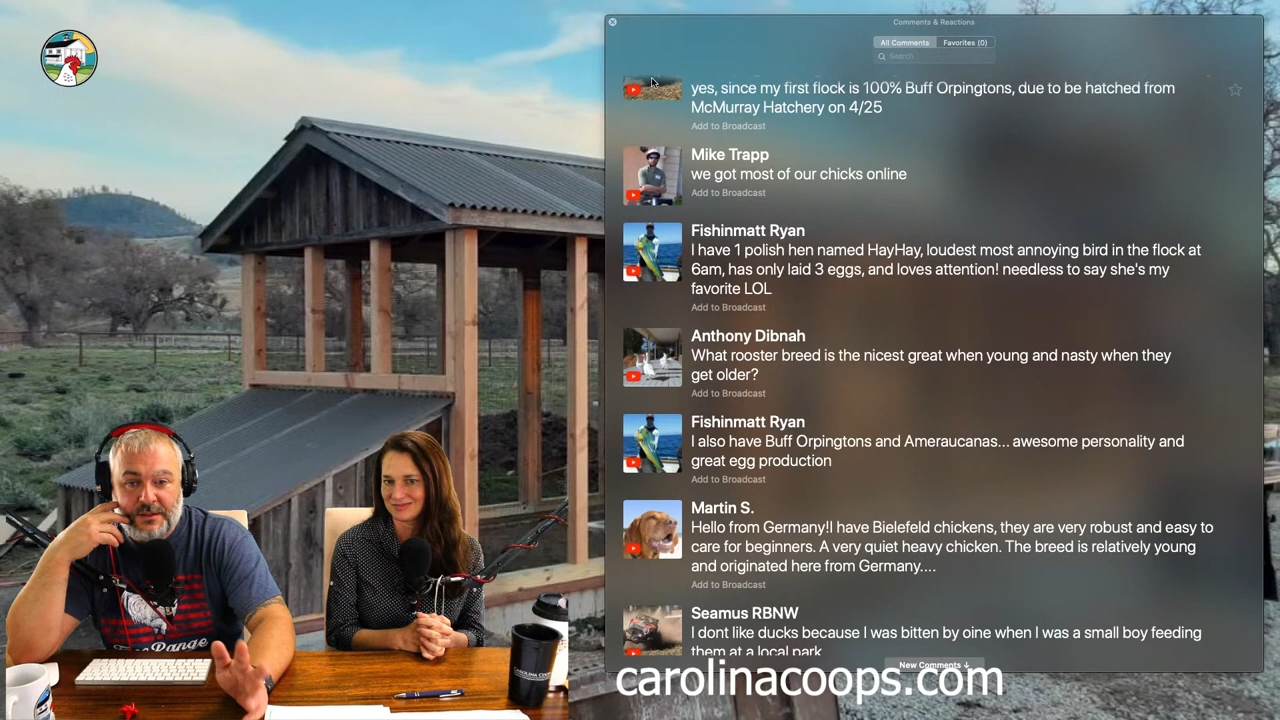 Comments & Reactions
All Comments
Favorites (0)
Search
yes, since my first flock is 100% Buff Orpingtons, due to be hatched from
McMurray Hatchery on 4/25
Add to Broadcast
Mike Trapp
we got most of our chicks online
Add to Broadcast
Fishinmatt Ryan
I have 1 polish hen named HayHay, loudest most annoying bird in the flock at
6am, has only laid 3 eggs, and loves attention! needless to say she's my
favorite LOL
Add to Broadcast
Anthony Dibnah
What rooster breed is the nicest great when young and nasty when they
get older?
Add to Broadcast
Fishinmatt Ryan
I also have Buff Orpingtons and Ameraucanas... awesome personality and
great egg production
Add to Broadcast
Martin S.
Hello from Germany!I have Bielefeld chickens, they are very robust and easy to
care for beginners. A very quiet heavy chicken. The breed is relatively young
and originated here from Germany....
Add to Broadcast
Seamus RBNW
I dont like ducks because I was bitten by oine when I was a small boy feeding
them at a local park
New Comments ↓
carolinacoops.com
CAROLINA COOPS